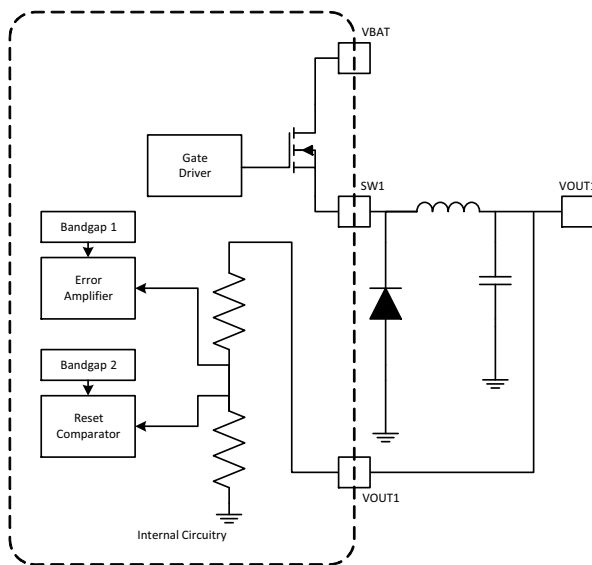 VBAT
Gate
Driver
SW1
VOUT1
Bandgap 1
Error
Amplifier
Bandgap 2
Reset
Comparator
VOUT1
Internal Circuitry